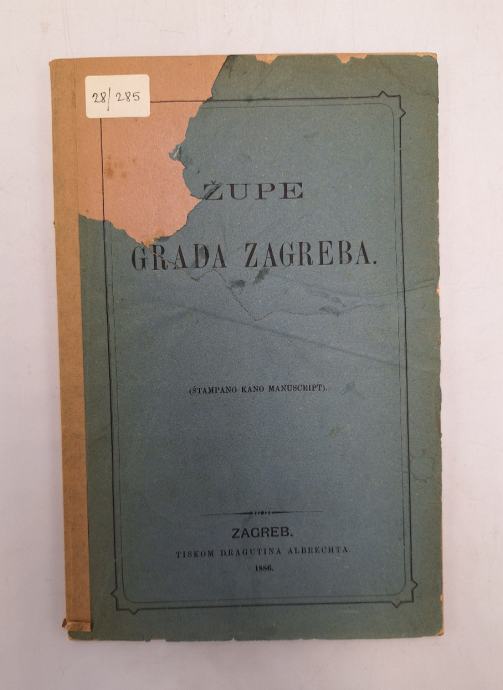 28/285
ŽUPE
GRADA ZAGREBA.
(ŠTAMPANO KANO MANUSCRIPT).
ZAGREB.
TISKOM DRAGUTINA ALBRECHTA
1886.